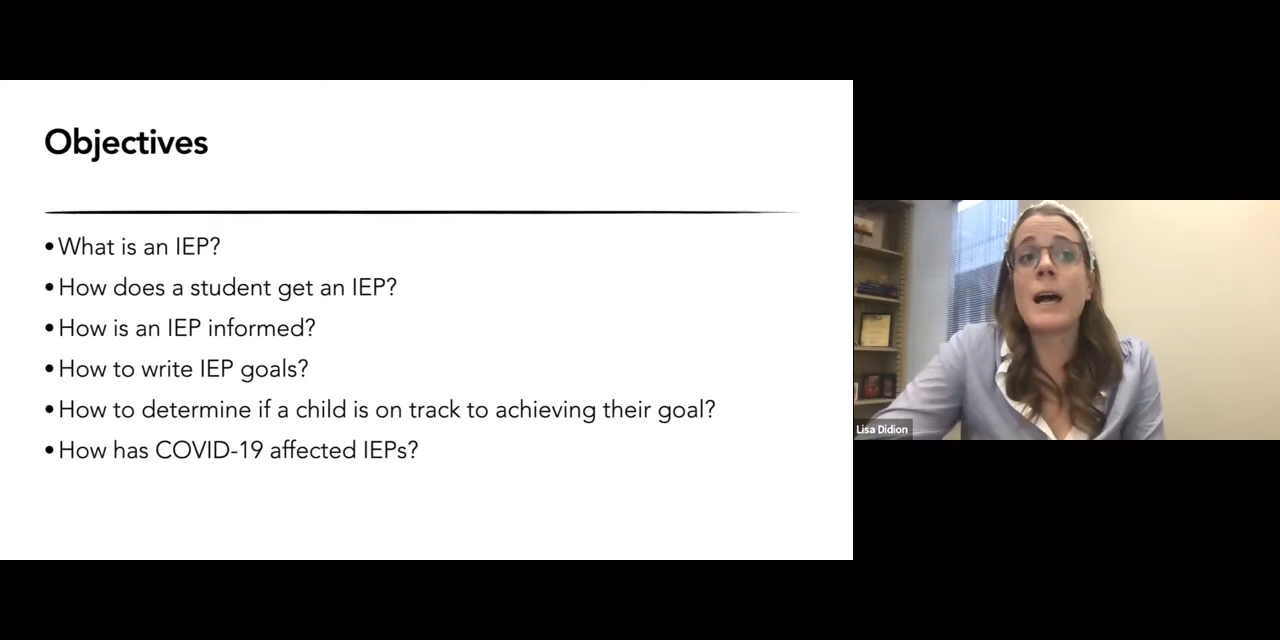 Objectives
• What is an IEP?
• How does a student get an IEP?
• How is an IEP informed?
• How to write IEP goals?
• How to determine if a child is on track to achieving their goal?
• How has COVID-19 affected IEPs?
Lisa Didion